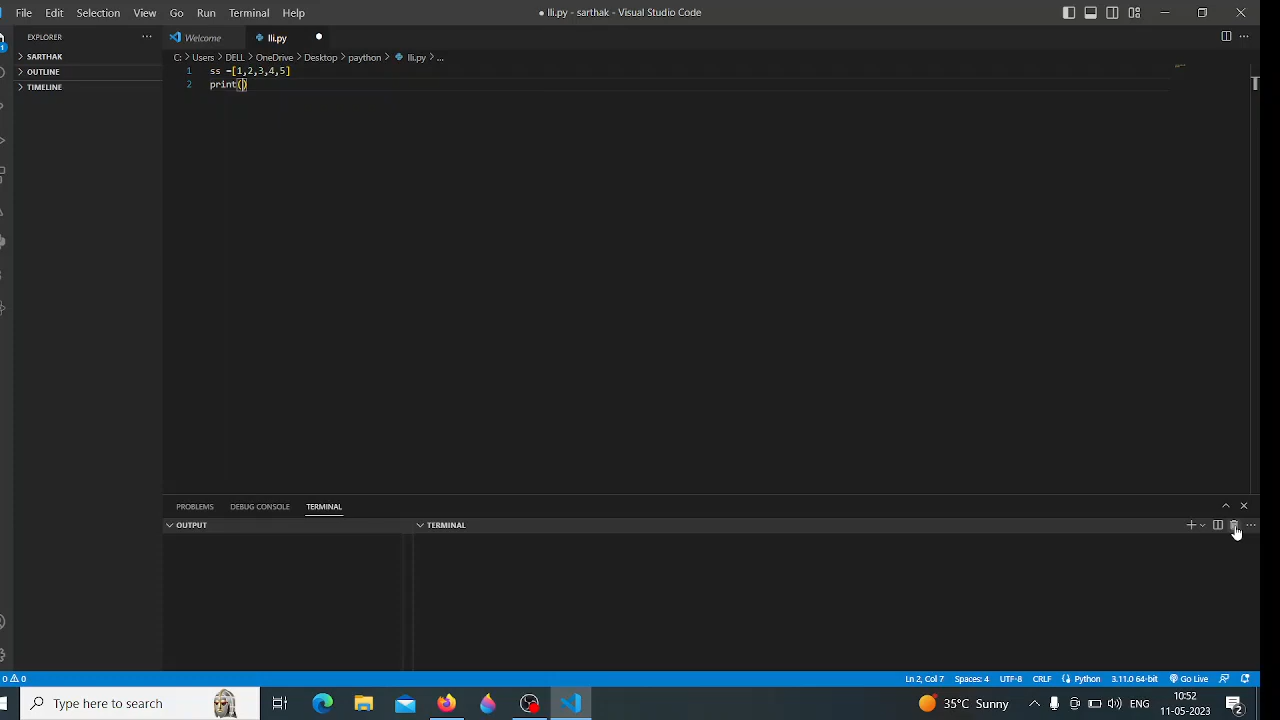 File Edit Selection View Go Run Terminal Help
● lli.py - sarthak - Visual Studio Code
EXPLORER
Welcome
lli.py
SARTHAK
OUTLINE
TIMELINE
C: > Users > DELL > OneDrive > Desktop > paython > lli.py > ...
1 ss =[1,2,3,4,5]
2 print()
PROBLEMS DEBUG CONSOLE TERMINAL
OUTPUT
TERMINAL
0 0
Ln 2, Col 7 Spaces: 4 UTF-8 CRLF Python 3.11.0 64-bit Go Live
Type here to search
35°C Sunny
ENG
10:52
11-05-2023
2